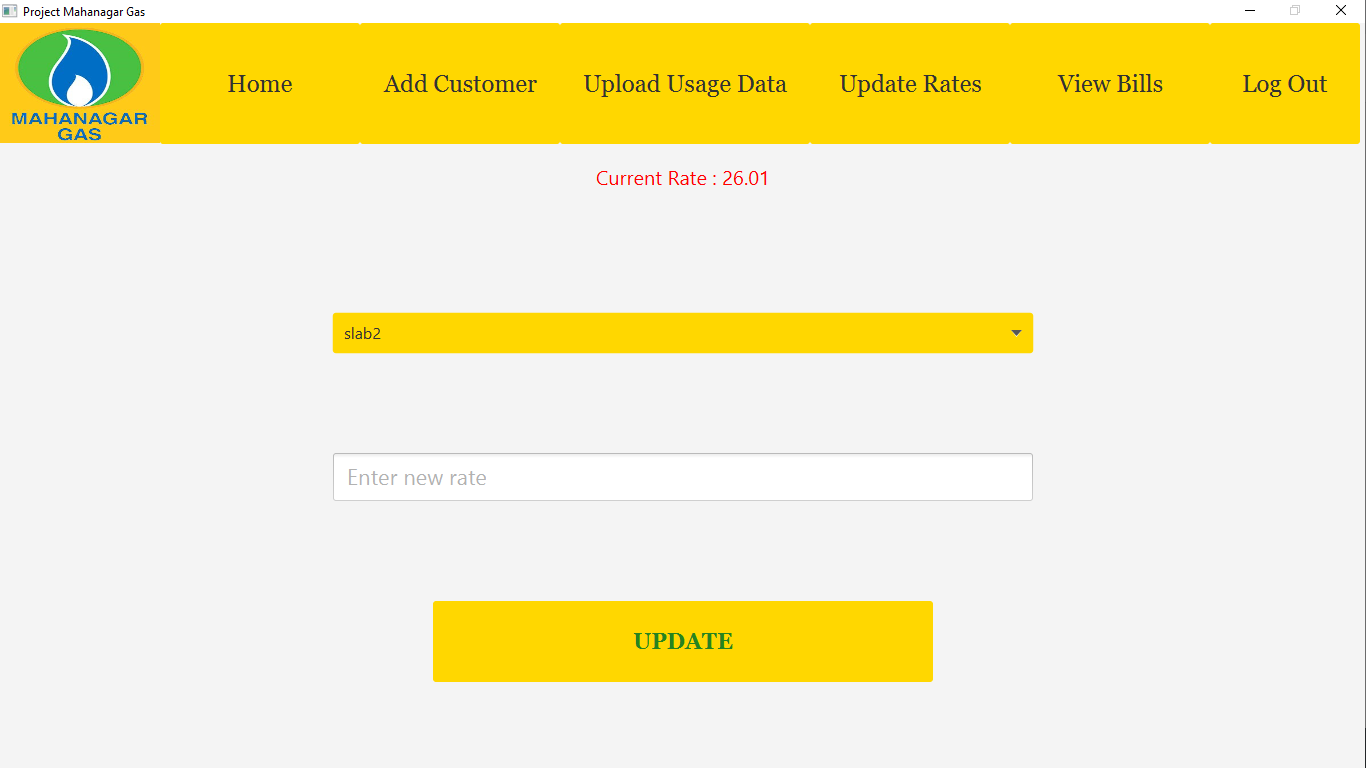 Project Mahanagar Gas
MAHANAGAR
GAS
Home
Add Customer
Upload Usage Data
Update Rates
View Bills
Log Out
Current Rate : 26.01
slab2
Enter new rate
UPDATE